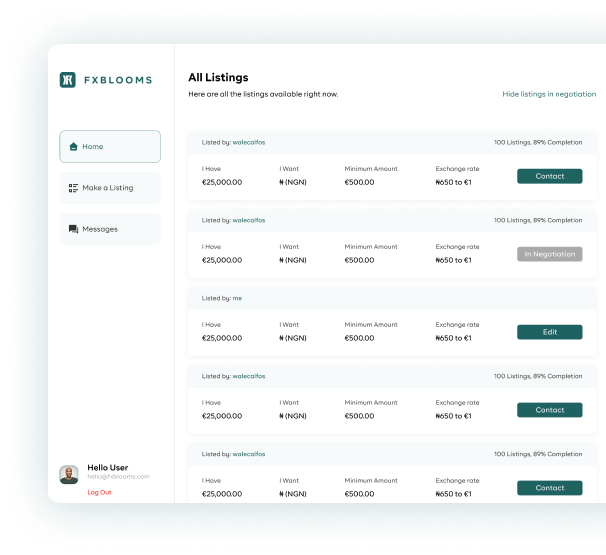 FXBLOOMS
Home
Make a Listing
Messages
Hello User
hello@fxblooms.com
Log Out
All Listings
Here are all the listings available right now.
Hide listings in negotiation
Listed by: walecalfos 100 Listings, 89% Completion
I Have I Want Minimum Amount Exchange rate
€25,000.00 ₦ (NGN) €500.00 ₦650 to €1 Contact
Listed by: walecalfos 100 Listings, 89% Completion
I Have I Want Minimum Amount Exchange rate
€25,000.00 ₦ (NGN) €500.00 ₦650 to €1 In Negotiation
Listed by: me
I Have I Want Minimum Amount Exchange rate
€25,000.00 ₦ (NGN) €500.00 ₦650 to €1 Edit
Listed by: walecalfos 100 Listings, 89% Completion
I Have I Want Minimum Amount Exchange rate
€25,000.00 ₦ (NGN) €500.00 ₦650 to €1 Contact
Listed by: walecalfos 100 Listings, 89% Completion
I Have I Want Minimum Amount Exchange rate
€25,000.00 ₦ (NGN) €500.00 ₦650 to €1 Contact